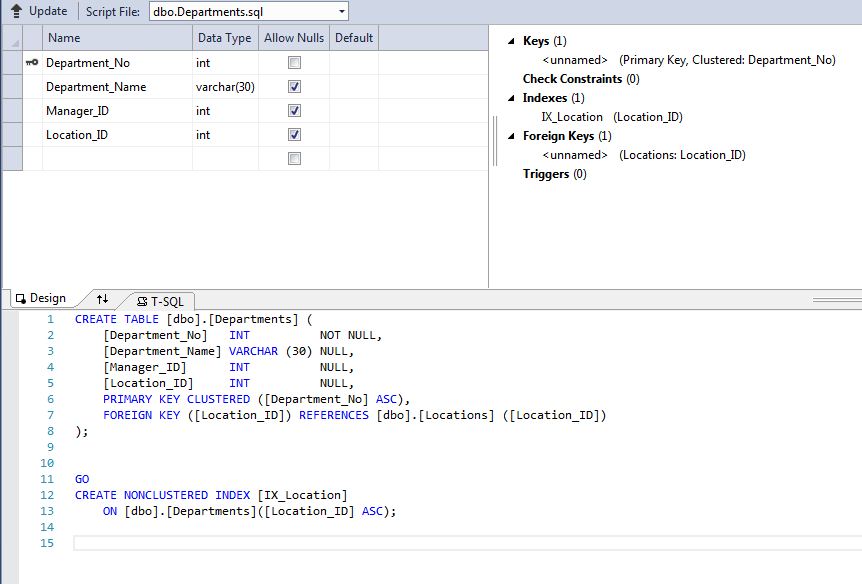 Update Script File: dbo.Departments.sql
Name Data Type Allow Nulls Default
Department_No int
Department_Name varchar(30)
Manager_ID int
Location_ID int
Keys (1)
<unnamed> (Primary Key, Clustered: Department_No)
Check Constraints (0)
Indexes (1)
IX_Location (Location_ID)
Foreign Keys (1)
<unnamed> (Locations: Location_ID)
Triggers (0)
Design T-SQL
1 CREATE TABLE [dbo].[Departments] (
2 [Department_No] INT NOT NULL,
3 [Department_Name] VARCHAR (30) NULL,
4 [Manager_ID] INT NULL,
5 [Location_ID] INT NULL,
6 PRIMARY KEY CLUSTERED ([Department_No] ASC),
7 FOREIGN KEY ([Location_ID]) REFERENCES [dbo].[Locations] ([Location_ID])
8 );
9
10
11 GO
12 CREATE NONCLUSTERED INDEX [IX_Location]
13 ON [dbo].[Departments]([Location_ID] ASC);
14
15